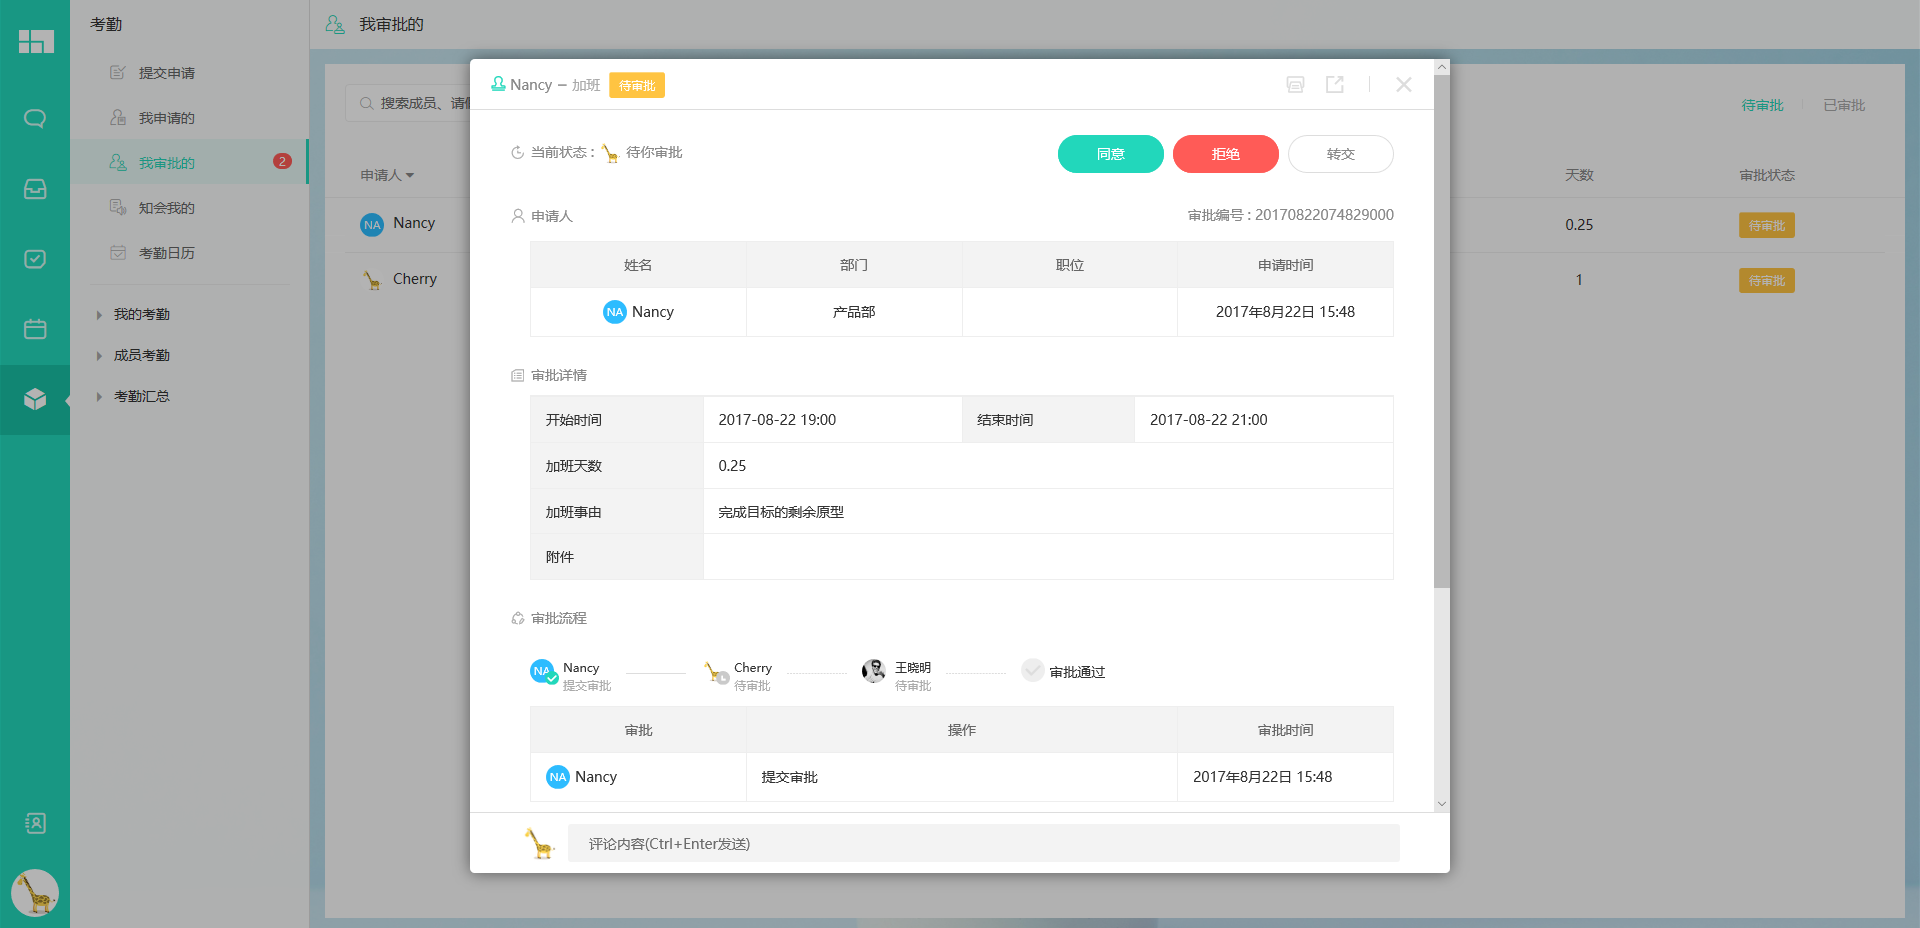 考勤
提交申请
我申请的
我审批的
2
知会我的
考勤日历
我的考勤
成员考勤
考勤汇总
我审批的
搜索成员、请
待审批
已审批
申请人
天数
审批状态
NA Nancy
0.25
待审批
Cherry
1
待审批
Nancy – 加班 待审批
当前状态： 待你审批
同意
拒绝
转交
申请人
审批编号：20170822074829000
姓名 部门 职位 申请时间
NA Nancy 产品部 2017年8月22日 15:48
审批详情
开始时间 2017-08-22 19:00 结束时间 2017-08-22 21:00
加班天数 0.25
加班事由 完成目标的剩余原型
附件
审批流程
NA Nancy
提交审批
Cherry
待审批
王晓明
待审批
审批通过
审批 操作 审批时间
NA Nancy 提交审批 2017年8月22日 15:48
评论内容(Ctrl+Enter发送)